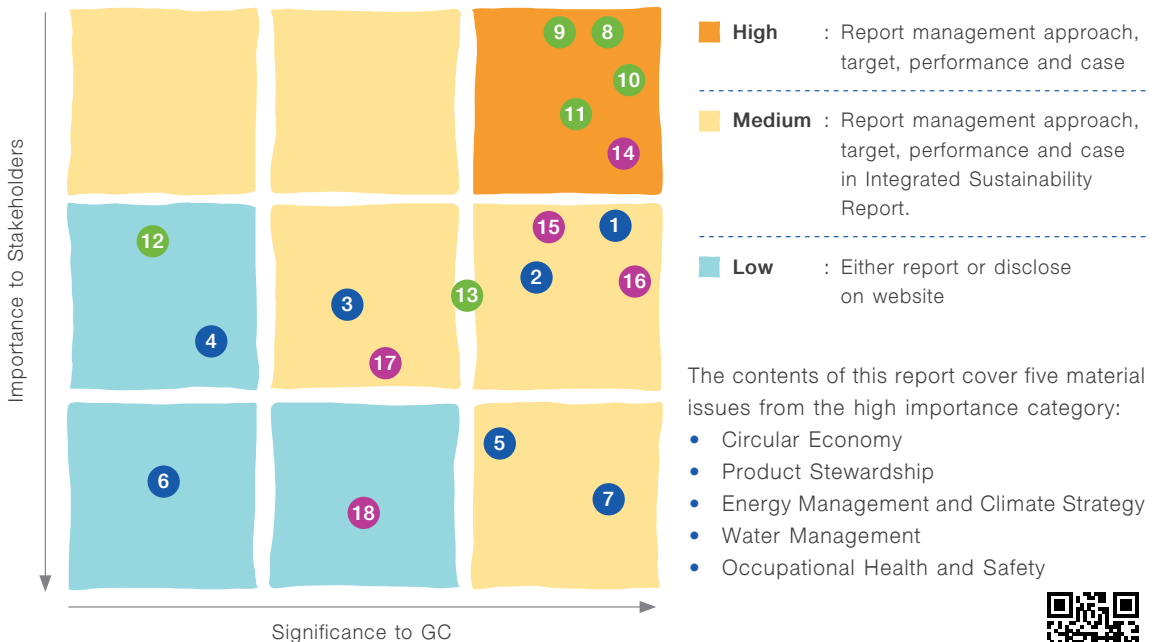 Importance to Stakeholders
9 8
10
11
14
12
15 1
2 16
13
3
4
17
5
6
7
18
Significance to GC
High : Report management approach,
target, performance and case
Medium : Report management approach,
target, performance and case
in Integrated Sustainability
Report.
Low : Either report or disclose
on website
The contents of this report cover five material
issues from the high importance category:
• Circular Economy
• Product Stewardship
• Energy Management and Climate Strategy
• Water Management
• Occupational Health and Safety